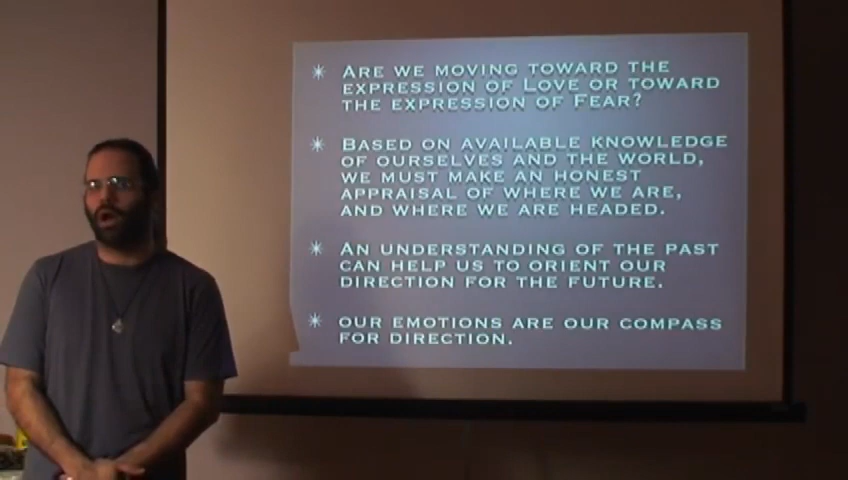 * Are we moving toward the
expression of Love or toward
the expression of Fear?
* Based on available knowledge
of ourselves and the world,
we must make an honest
appraisal of where we are,
and where we are headed.
* An understanding of the past
can help us to orient our
direction for the future.
* our emotions are our compass
for direction.